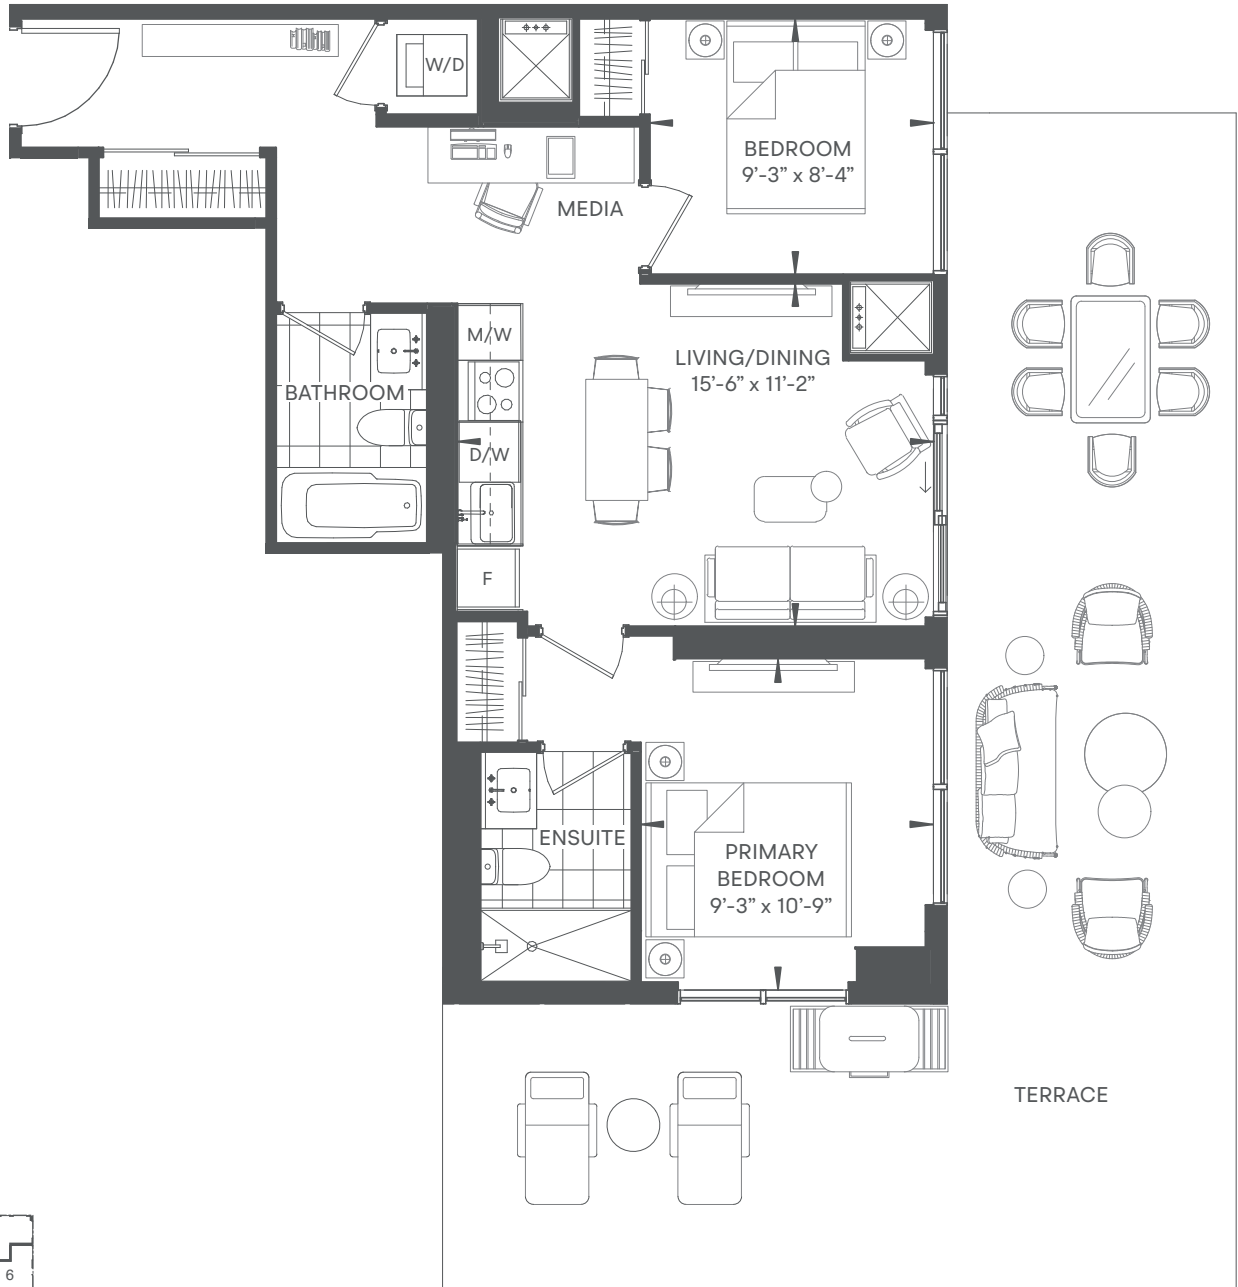 W/D
BEDROOM
9'-3” x 8'-4”
MEDIA
M/W
LIVING/DINING
15'-6” x 11'-2”
BATHROOM
D/W
F
ENSUITE
PRIMARY
BEDROOM
9'-3” x 10'-9”
TERRACE
6